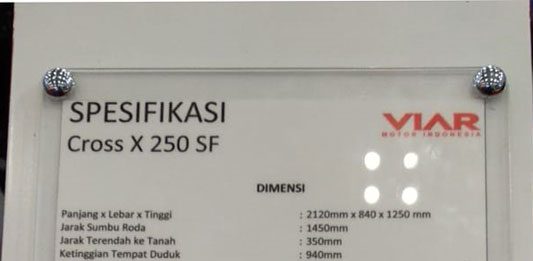 SPESIFIKASI
Cross X 250 SF
VIAR
MOTOR INDONESIA
DIMENSI
Panjang x Lebar x Tinggi : 2120mm x 840 x 1250 mm
Jarak Sumbu Roda : 1450mm
Jarak Terendah ke Tanah : 350mm
Ketinggian Tempat Duduk : 940mm